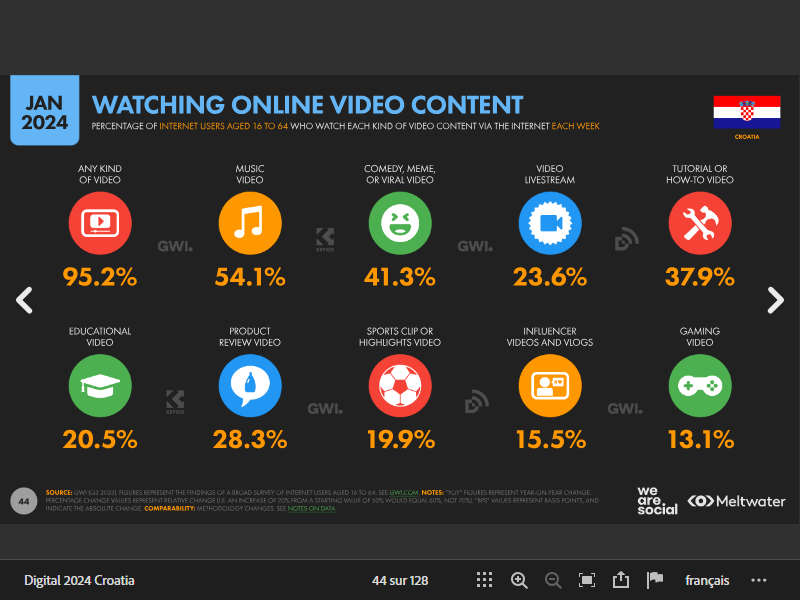 JAN
2024
WATCHING ONLINE VIDEO CONTENT
PERCENTAGE OF INTERNET USERS AGED 16 TO 64 WHO WATCH EACH KIND OF VIDEO CONTENT VIA THE INTERNET EACH WEEK
CROATIA
ANY KIND
OF VIDEO
MUSIC
VIDEO
COMEDY, MEME,
OR VIRAL VIDEO
VIDEO
LIVESTREAM
TUTORIAL OR
HOW-TO VIDEO
GWI.
KEPIOS
GWI.
95.2%
54.1%
41.3%
23.6%
37.9%
EDUCATIONAL
VIDEO
PRODUCT
REVIEW VIDEO
SPORTS CLIP OR
HIGHLIGHTS VIDEO
INFLUENCER
VIDEOS AND VLOGS
GAMING
VIDEO
KEPIOS
GWI.
GWI.
20.5%
28.3%
19.9%
15.5%
13.1%
44
SOURCE: GWI (Q3 2023). FIGURES REPRESENT THE FINDINGS OF A BROAD SURVEY OF INTERNET USERS AGED 16 TO 64. SEE GWI.COM. NOTES: "YOY" FIGURES REPRESENT YEAR-ON-YEAR CHANGE.
PERCENTAGE CHANGE VALUES REPRESENT RELATIVE CHANGE (I.E. AN INCREASE OF 20% FROM A STARTING VALUE OF 50% WOULD EQUAL 60%, NOT 70%). "BPS" VALUES REPRESENT BASIS POINTS, AND
INDICATE THE ABSOLUTE CHANGE. COMPARABILITY: METHODOLOGY CHANGES. SEE NOTES ON DATA.
we
are.
social
Meltwater
Digital 2024 Croatia
44 sur 128
français